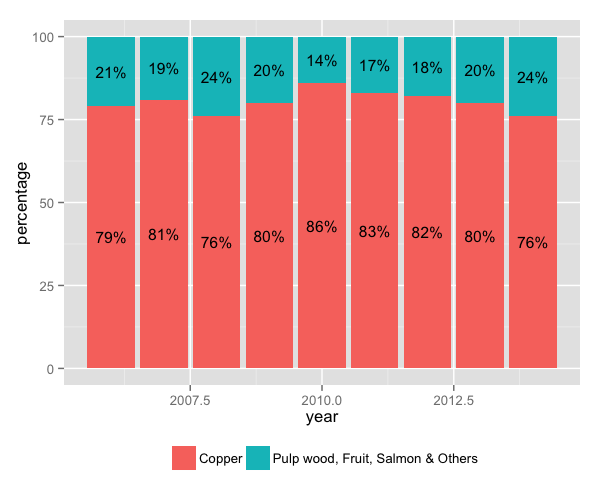 100
75
50
25
0
percentage
21% 19% 24% 20% 14% 17% 18% 20% 24%
79% 81% 76% 80% 86% 83% 82% 80% 76%
2007.5 2010.0 2012.5
year
Copper Pulp wood, Fruit, Salmon & Others